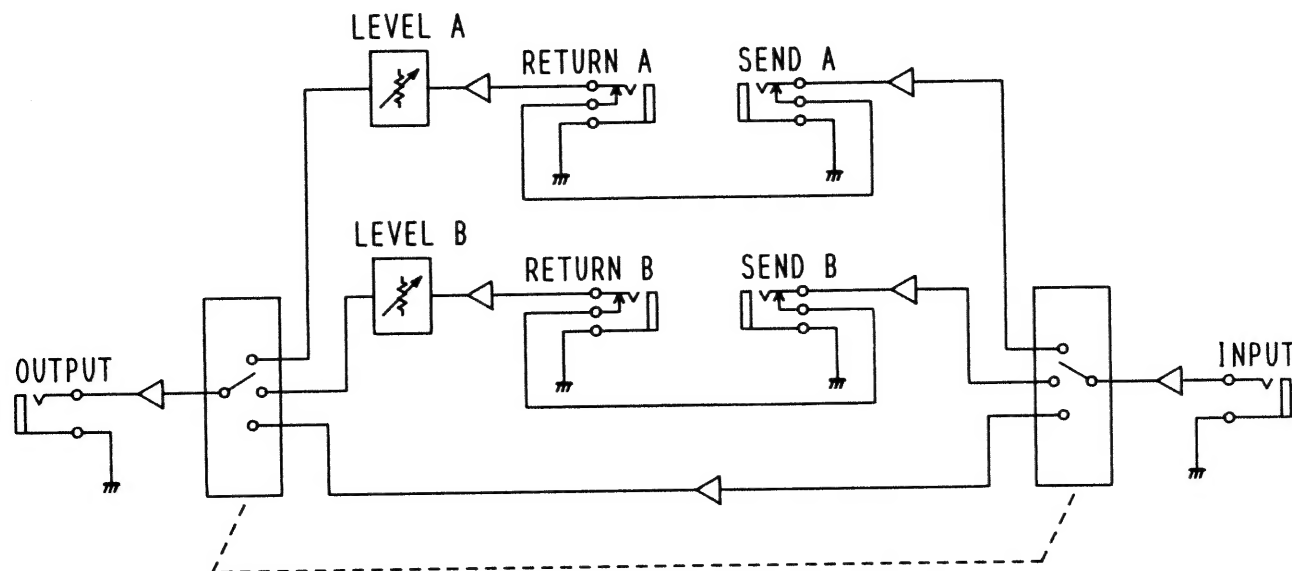 LEVEL A
RETURN A
SEND A
LEVEL B
RETURN B
SEND B
OUTPUT
INPUT